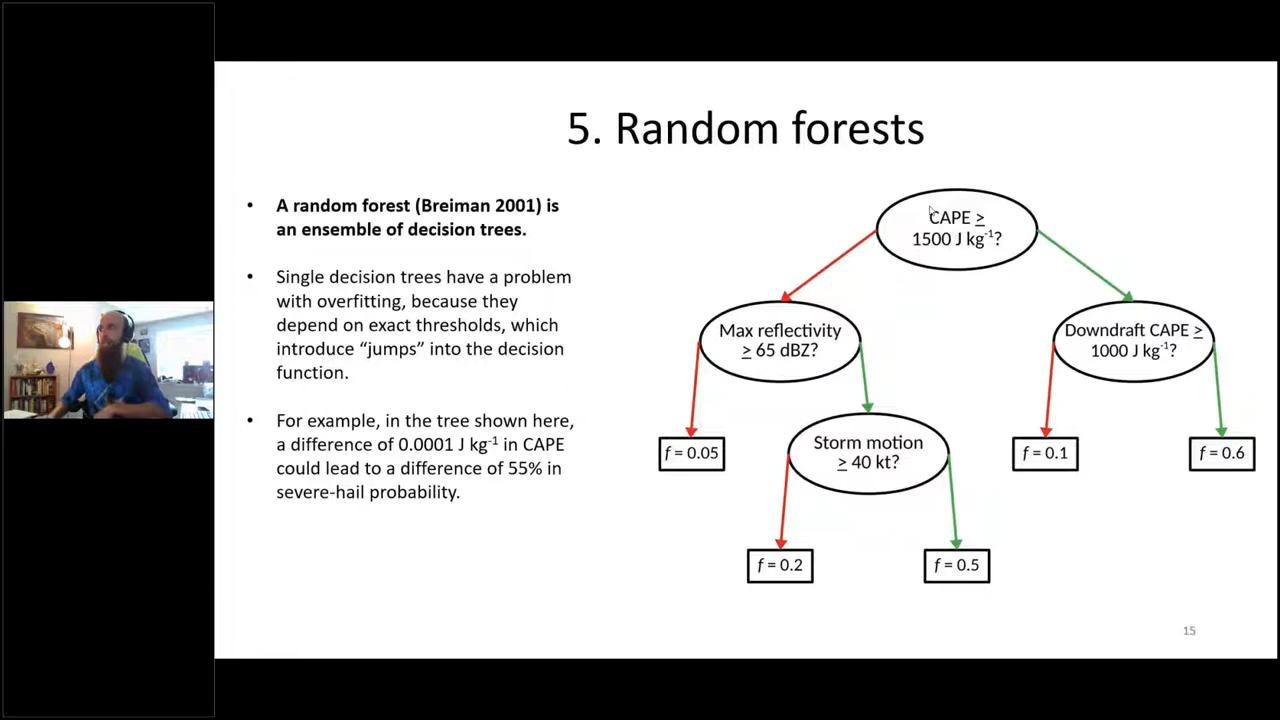 5. Random forests
• A random forest (Breiman 2001) is
an ensemble of decision trees.
• Single decision trees have a problem
with overfitting, because they
depend on exact thresholds, which
introduce “jumps” into the decision
function.
• For example, in the tree shown here,
a difference of 0.0001 J kg⁻¹ in CAPE
could lead to a difference of 55% in
severe-hail probability.
CAPE ≥
1500 J kg⁻¹?
Max reflectivity
≥ 65 dBZ?
Downdraft CAPE ≥
1000 J kg⁻¹?
f = 0.05
Storm motion
≥ 40 kt?
f = 0.1
f = 0.6
f = 0.2
f = 0.5
15